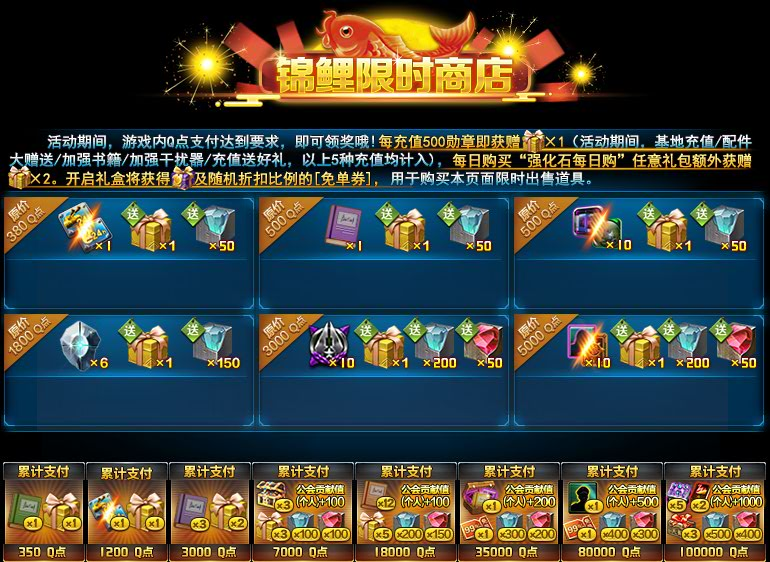 锦鲤限时商店
活动期间，游戏内Q点支付达到要求，即可领奖哦!每充值500勋章即获赠×1（活动期间，基地充值/配件
大赠送/加强书籍/加强干扰器/充值送好礼，以上5种充值均计入），每日购买“强化石每日购”任意礼包额外获赠
×2。开启礼盒将获得及随机折扣比例的[免单券]，用于购买本页面限时出售道具。
原价 380 Q点
×1 送 ×1 送 ×50
原价 500 Q点
×1 送 ×1 送 ×50
原价 500 Q点
×10 送 ×1 送 ×50
原价 1800 Q点
×6 送 ×1 送 ×150
原价 3000 Q点
×10 送 ×1 送 ×200 送 ×50
原价 5000 Q点
×10 送 ×1 送 ×200 送 ×50
累计支付
×1 ×1
350 Q点
累计支付
×1 ×1
1200 Q点
累计支付
×3 ×2
3000 Q点
累计支付
×3 公会贡献值
(个人)+100
×3 ×100 ×100
7000 Q点
累计支付
×12 公会贡献值
(个人)+100
×5 ×200 ×150
18000 Q点
累计支付
×1 公会贡献值
(个人)+200
×1 ×300 ×200
35000 Q点
累计支付
×1 公会贡献值
(个人)+500
×1 ×400 ×300
80000 Q点
累计支付
×5 ×2 公会贡献值
(个人)+1000
×3 ×500 ×400
100000 Q点